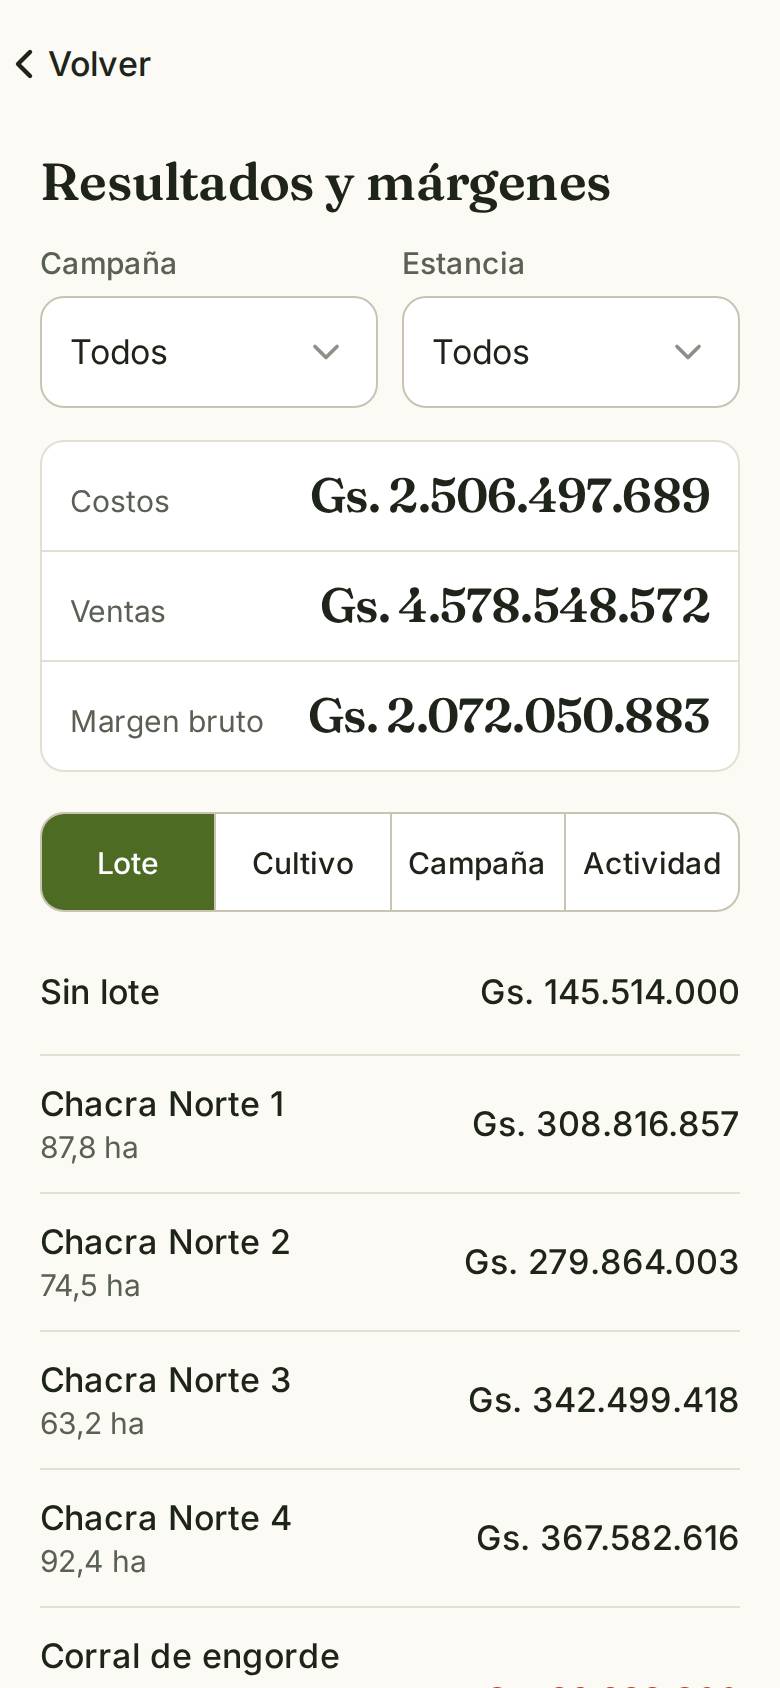 Volver
Resultados y márgenes
Campaña
Estancia
Todos
Todos
Costos
Gs. 2.506.497.689
Ventas
Gs. 4.578.548.572
Margen bruto
Gs. 2.072.050.883
Lote
Cultivo
Campaña
Actividad
Sin lote
Gs. 145.514.000
Chacra Norte 1
87,8 ha
Gs. 308.816.857
Chacra Norte 2
74,5 ha
Gs. 279.864.003
Chacra Norte 3
63,2 ha
Gs. 342.499.418
Chacra Norte 4
92,4 ha
Gs. 367.582.616
Corral de engorde